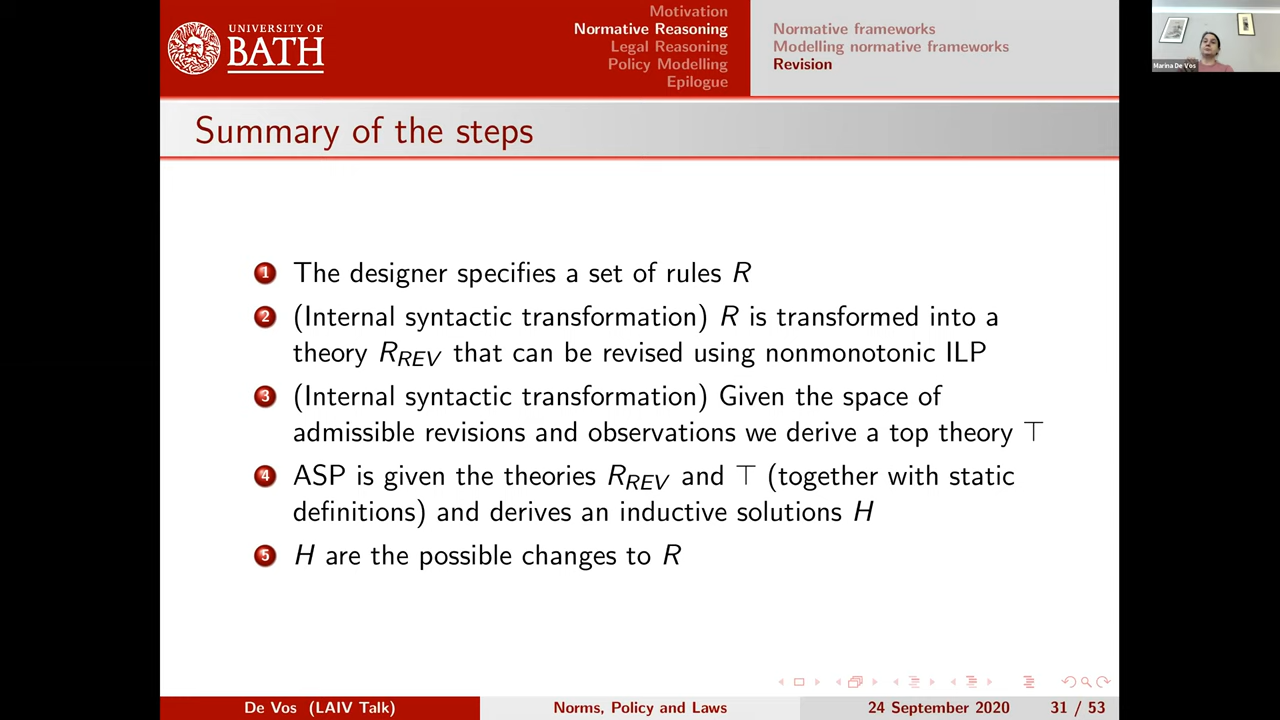 UNIVERSITY OF
BATH
Motivation
Normative Reasoning
Legal Reasoning
Policy Modelling
Epilogue
Normative frameworks
Modelling normative frameworks
Revision
Marina De Vos
Summary of the steps
1 The designer specifies a set of rules R
2 (Internal syntactic transformation) R is transformed into a
theory R_REV that can be revised using nonmonotonic ILP
3 (Internal syntactic transformation) Given the space of
admissible revisions and observations we derive a top theory ⊤
4 ASP is given the theories R_REV and ⊤ (together with static
definitions) and derives an inductive solutions H
5 H are the possible changes to R
De Vos (LAIV Talk)
Norms, Policy and Laws
24 September 2020
31 / 53